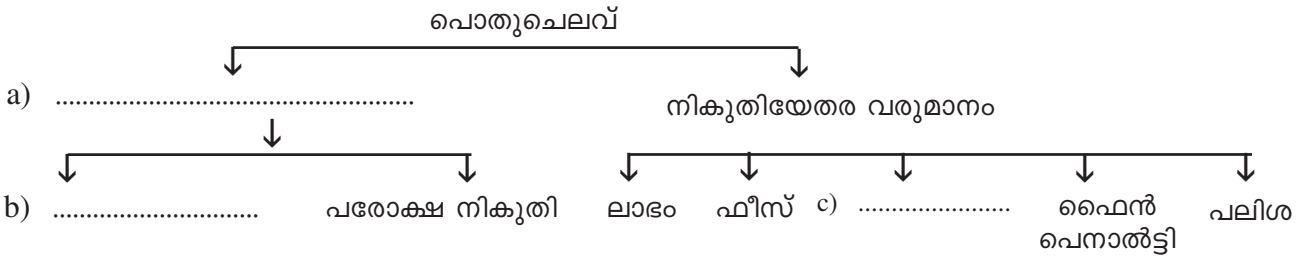 പൊതുചെലവ്
a) ......................................................
നികുതിയേതര വരുമാനം
b) ............................... പരോക്ഷ നികുതി ലാഭം ഫീസ് c) ....................... ഫൈൻ പലിശ
പെനാൽട്ടി